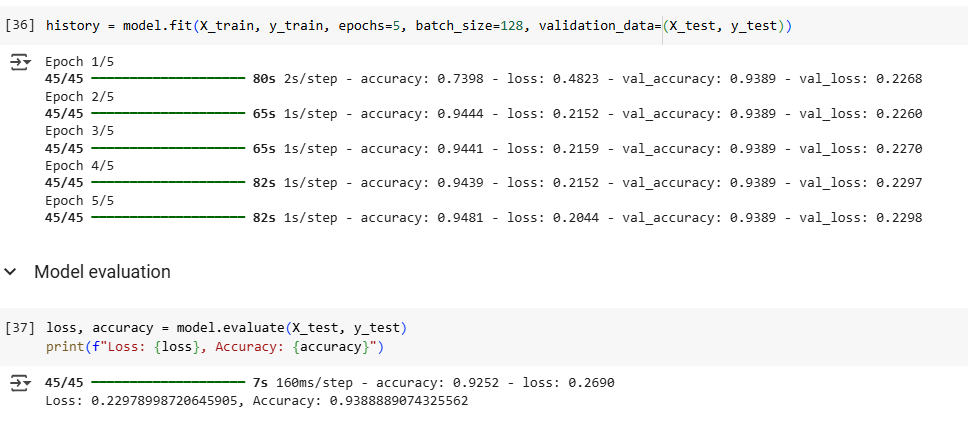 [36] history = model.fit(X_train, y_train, epochs=5, batch_size=128, validation_data=(X_test, y_test))
Epoch 1/5
45/45 ━━━━━━━━━━━━━━━━━━━━ 80s 2s/step - accuracy: 0.7398 - loss: 0.4823 - val_accuracy: 0.9389 - val_loss: 0.2268
Epoch 2/5
45/45 ━━━━━━━━━━━━━━━━━━━━ 65s 1s/step - accuracy: 0.9444 - loss: 0.2152 - val_accuracy: 0.9389 - val_loss: 0.2260
Epoch 3/5
45/45 ━━━━━━━━━━━━━━━━━━━━ 65s 1s/step - accuracy: 0.9441 - loss: 0.2159 - val_accuracy: 0.9389 - val_loss: 0.2270
Epoch 4/5
45/45 ━━━━━━━━━━━━━━━━━━━━ 82s 1s/step - accuracy: 0.9439 - loss: 0.2152 - val_accuracy: 0.9389 - val_loss: 0.2297
Epoch 5/5
45/45 ━━━━━━━━━━━━━━━━━━━━ 82s 1s/step - accuracy: 0.9481 - loss: 0.2044 - val_accuracy: 0.9389 - val_loss: 0.2298
Model evaluation
[37] loss, accuracy = model.evaluate(X_test, y_test)
print(f"Loss: {loss}, Accuracy: {accuracy}")
45/45 ━━━━━━━━━━━━━━━━━━━━ 7s 160ms/step - accuracy: 0.9252 - loss: 0.2690
Loss: 0.22978998720645905, Accuracy: 0.9388889074325562